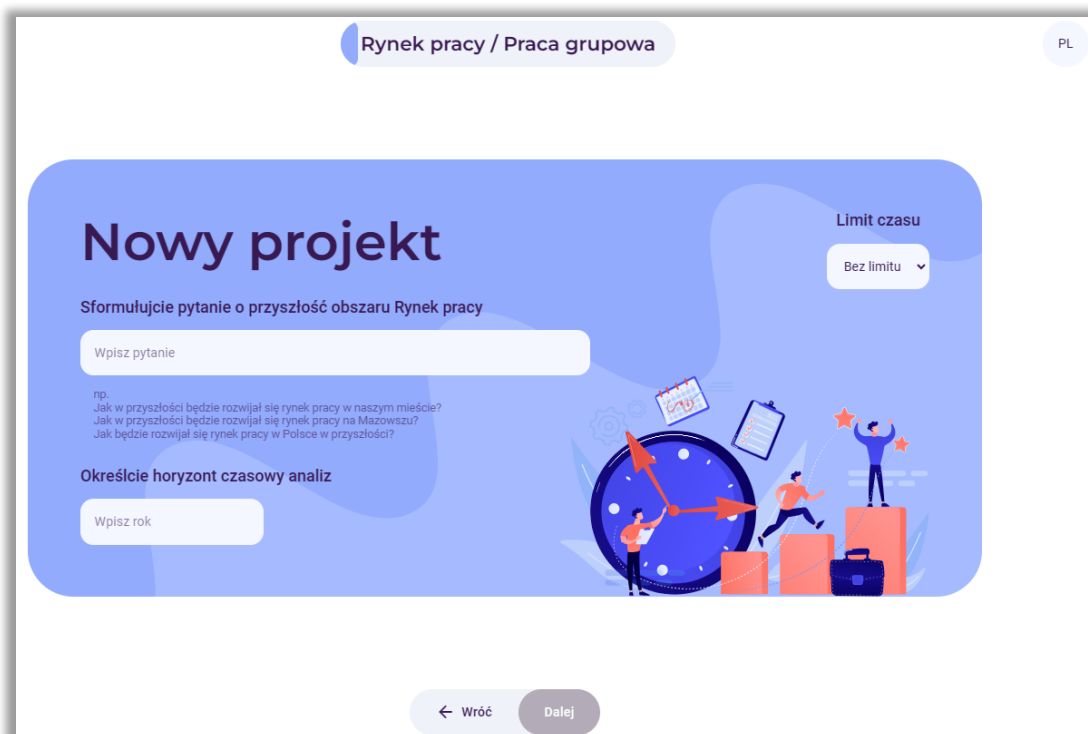 Rynek pracy / Praca grupowa
PL
Nowy projekt
Limit czasu
Bez limitu
Sformułujcie pytanie o przyszłość obszaru Rynek pracy
Wpisz pytanie
np.
Jak w przyszłości będzie rozwijał się rynek pracy w naszym mieście?
Jak w przyszłości będzie rozwijał się rynek pracy na Mazowszu?
Jak będzie rozwijał się rynek pracy w Polsce w przyszłości?
Określcie horyzont czasowy analiz
Wpisz rok
Wróć
Dalej